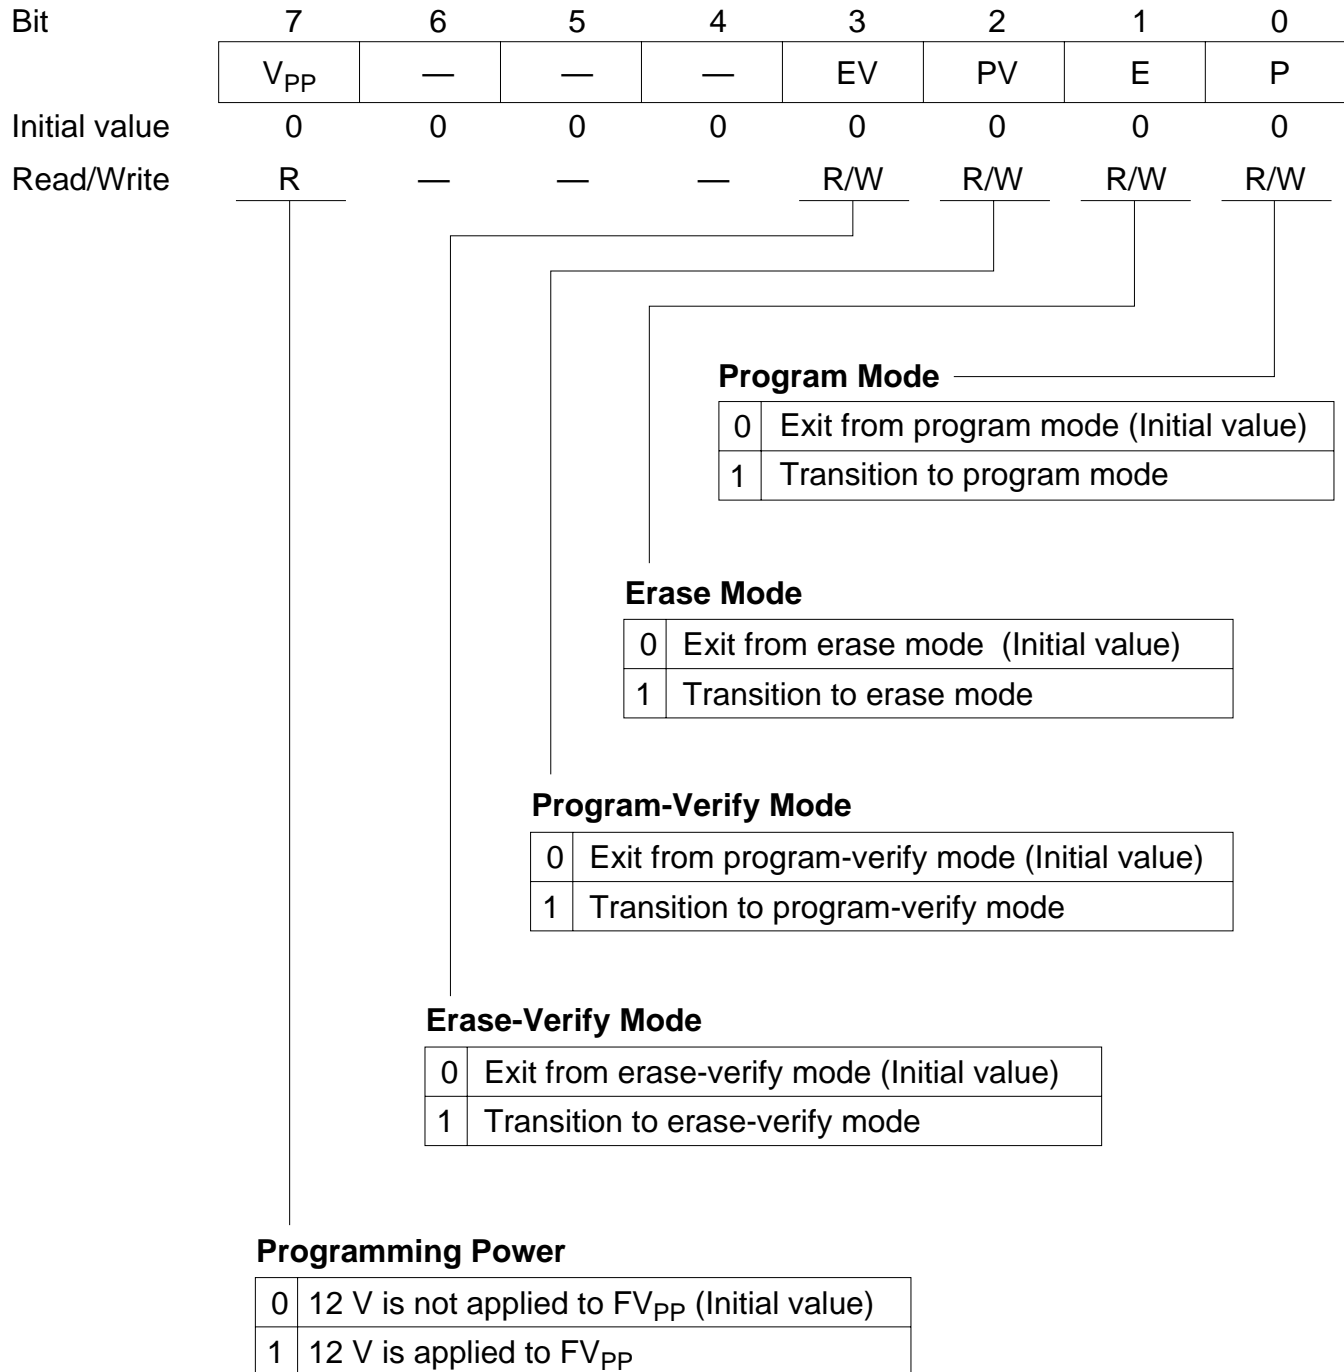 Bit 7 6 5 4 3 2 1 0
VPP — — — EV PV E P
Initial value 0 0 0 0 0 0 0 0
Read/Write R — — — R/W R/W R/W R/W
Program Mode
0 Exit from program mode (Initial value)
1 Transition to program mode
Erase Mode
0 Exit from erase mode (Initial value)
1 Transition to erase mode
Program-Verify Mode
0 Exit from program-verify mode (Initial value)
1 Transition to program-verify mode
Erase-Verify Mode
0 Exit from erase-verify mode (Initial value)
1 Transition to erase-verify mode
Programming Power
0 12 V is not applied to FVPP (Initial value)
1 12 V is applied to FVPP